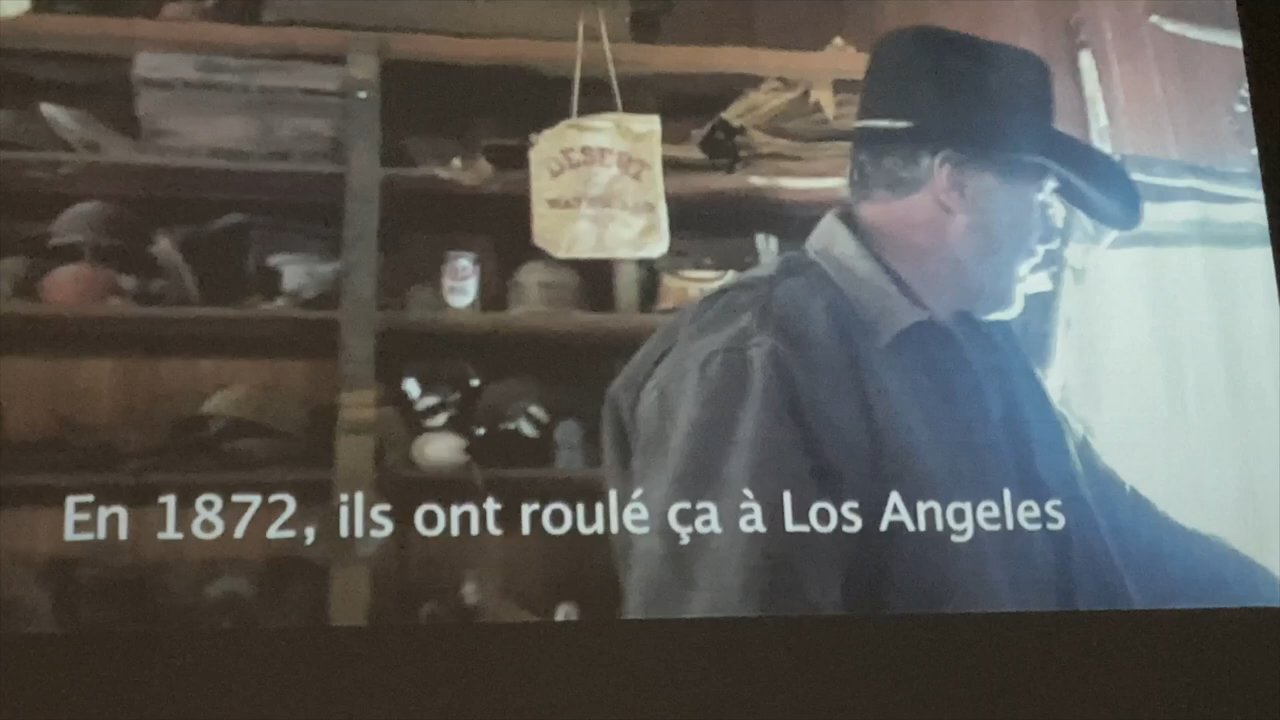 DESERT
En 1872, ils ont roulé ça à Los Angeles